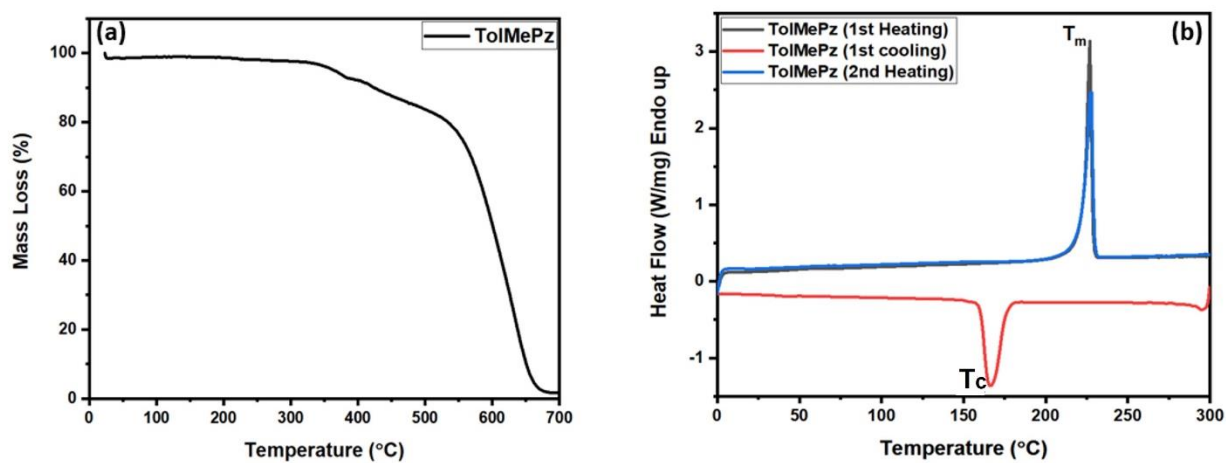 (a)
TolMePz
Mass Loss (%)
100
80
60
40
20
0
0 100 200 300 400 500 600 700
Temperature (°C)
(b)
TolMePz (1st Heating)
TolMePz (1st cooling)
TolMePz (2nd Heating)
Tm
Heat Flow (W/mg) Endo up
3
2
1
0
-1
Tc
0 50 100 150 200 250 300
Temperature (°C)